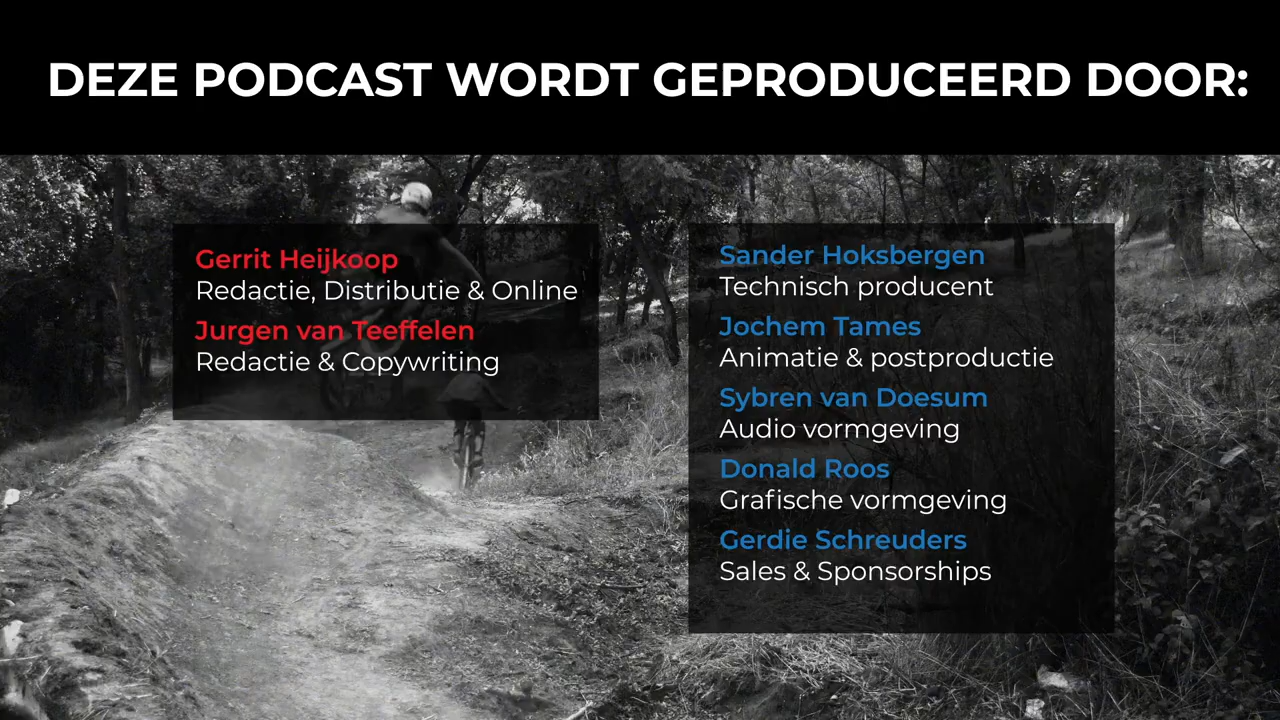 DEZE PODCAST WORDT GEPRODUCEERD DOOR:
Gerrit Heijkoop
Redactie, Distributie & Online
Jurgen van Teeffelen
Redactie & Copywriting
Sander Hoksbergen
Technisch producent
Jochem Tames
Animatie & postproductie
Sybren van Doesum
Audio vormgeving
Donald Roos
Grafische vormgeving
Gerdie Schreuders
Sales & Sponsorships